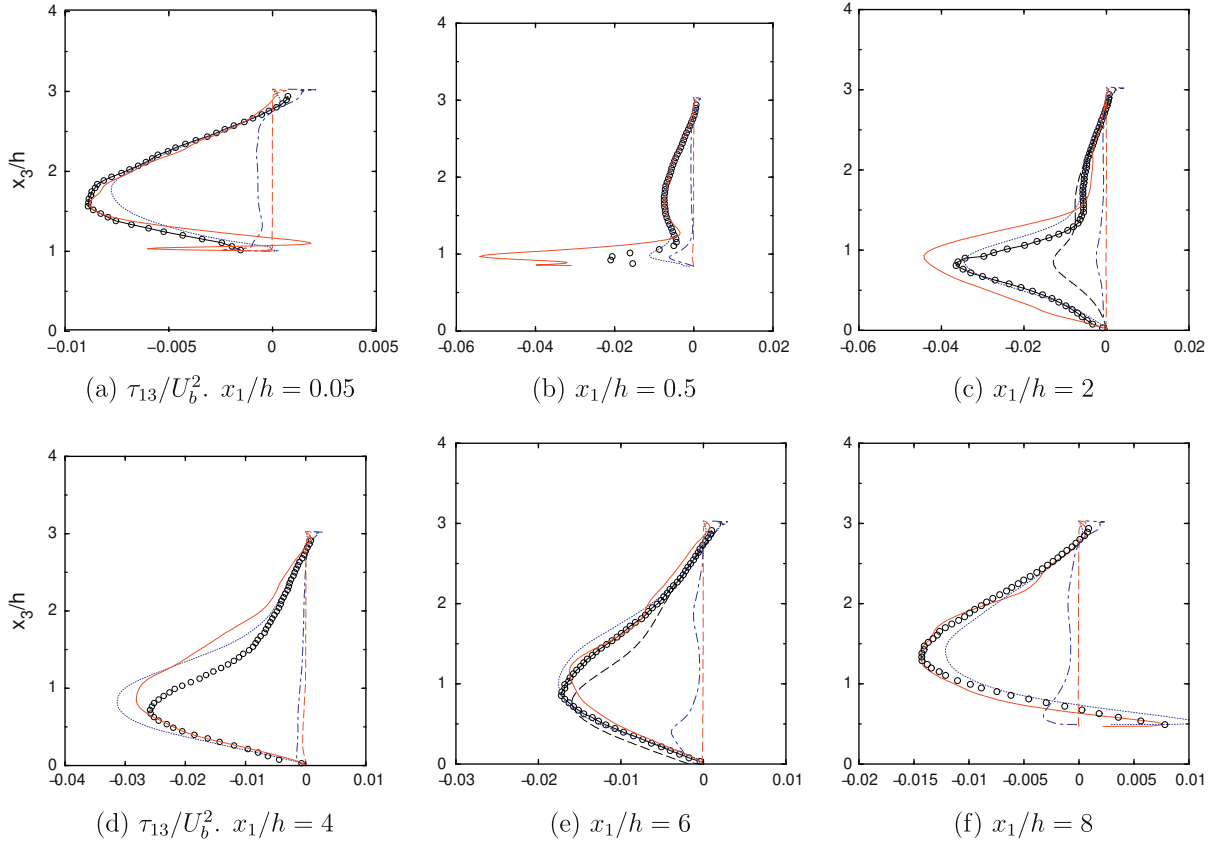 4
3
2
1
0
x₃/h
−0.01 −0.005 0 0.005
(a) τ₁₃/U_b². x₁/h = 0.05
4
3
2
1
0
-0.06 -0.04 -0.02 0 0.02
(b) x₁/h = 0.5
4
3
2
1
0
-0.06 -0.04 -0.02 0 0.02
(c) x₁/h = 2
4
3
2
1
0
x₃/h
-0.04 -0.03 -0.02 -0.01 0 0.01
(d) τ₁₃/U_b². x₁/h = 4
4
3
2
1
0
-0.03 -0.02 -0.01 0 0.01
(e) x₁/h = 6
4
3
2
1
0
-0.02 -0.015 -0.01 -0.005 0 0.005 0.01
(f) x₁/h = 8